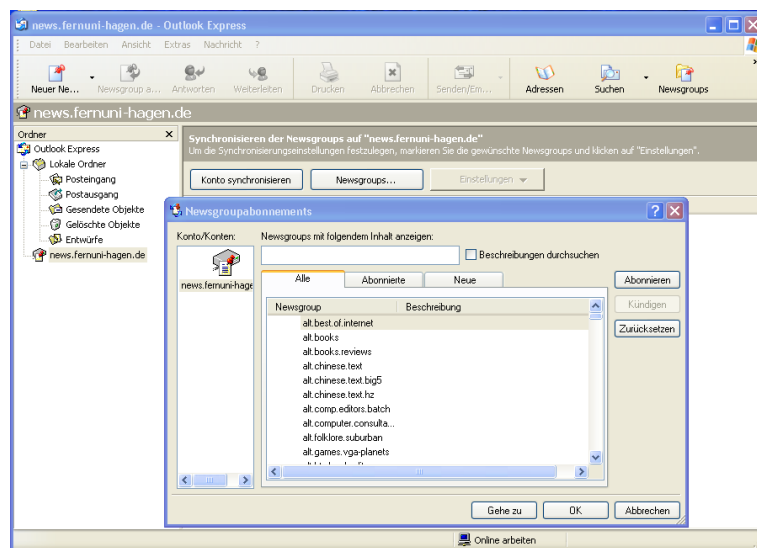 news.fernuni-hagen.de - Outlook Express
Datei Bearbeiten Ansicht Extras Nachricht ?
Neuer Ne... Newsgroup a... Antworten Weiterleiten Drucken Abbrechen Senden/Em... Adressen Suchen Newsgroups
news.fernuni-hagen.de
Ordner
Outlook Express
Lokale Ordner
Posteingang
Postausgang
Gesendete Objekte
Gelöschte Objekte
Entwürfe
news.fernuni-hagen.de
Synchronisieren der Newsgroups auf "news.fernuni-hagen.de"
Um die Synchronisierungseinstellungen festzulegen, markieren Sie die gewünschte Newsgroups und klicken auf "Einstellungen".
Konto synchronisieren Newsgroups... Einstellungen
Newsgroupabonnements
Konto/Konten:
news.fernuni-hage
Newsgroups mit folgendem Inhalt anzeigen:
Beschreibungen durchsuchen
Alle Abonnierte Neue
Newsgroup Beschreibung
alt.best.of.internet
alt.books
alt.books.reviews
alt.chinese.text
alt.chinese.text.big5
alt.chinese.text.hz
alt.comp.editors.batch
alt.computer.consulta...
alt.folklore.suburban
alt.games.vga-planets
Abonnieren
Kündigen
Zurücksetzen
Gehe zu OK Abbrechen
Online arbeiten